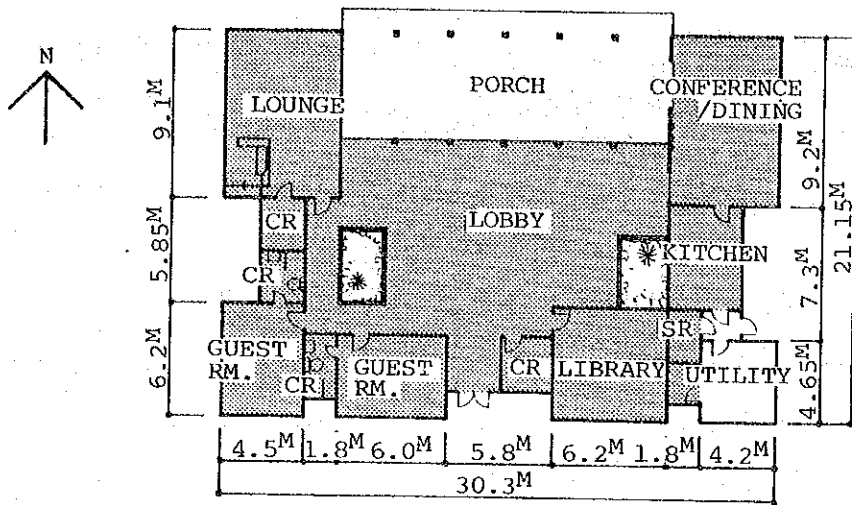 N
PORCH
LOUNGE
CONFERENCE
/DINING
9.1M
9.2M
21.15M
CR
LOBBY
5.85M
KITCHEN
CR
7.3M
SR
GUEST
RM.
GUEST
RM.
CR
CR
LIBRARY
UTILITY
6.2M
4.65M
4.5M
1.8M
6.0M
5.8M
6.2M
1.8M
4.2M
30.3M